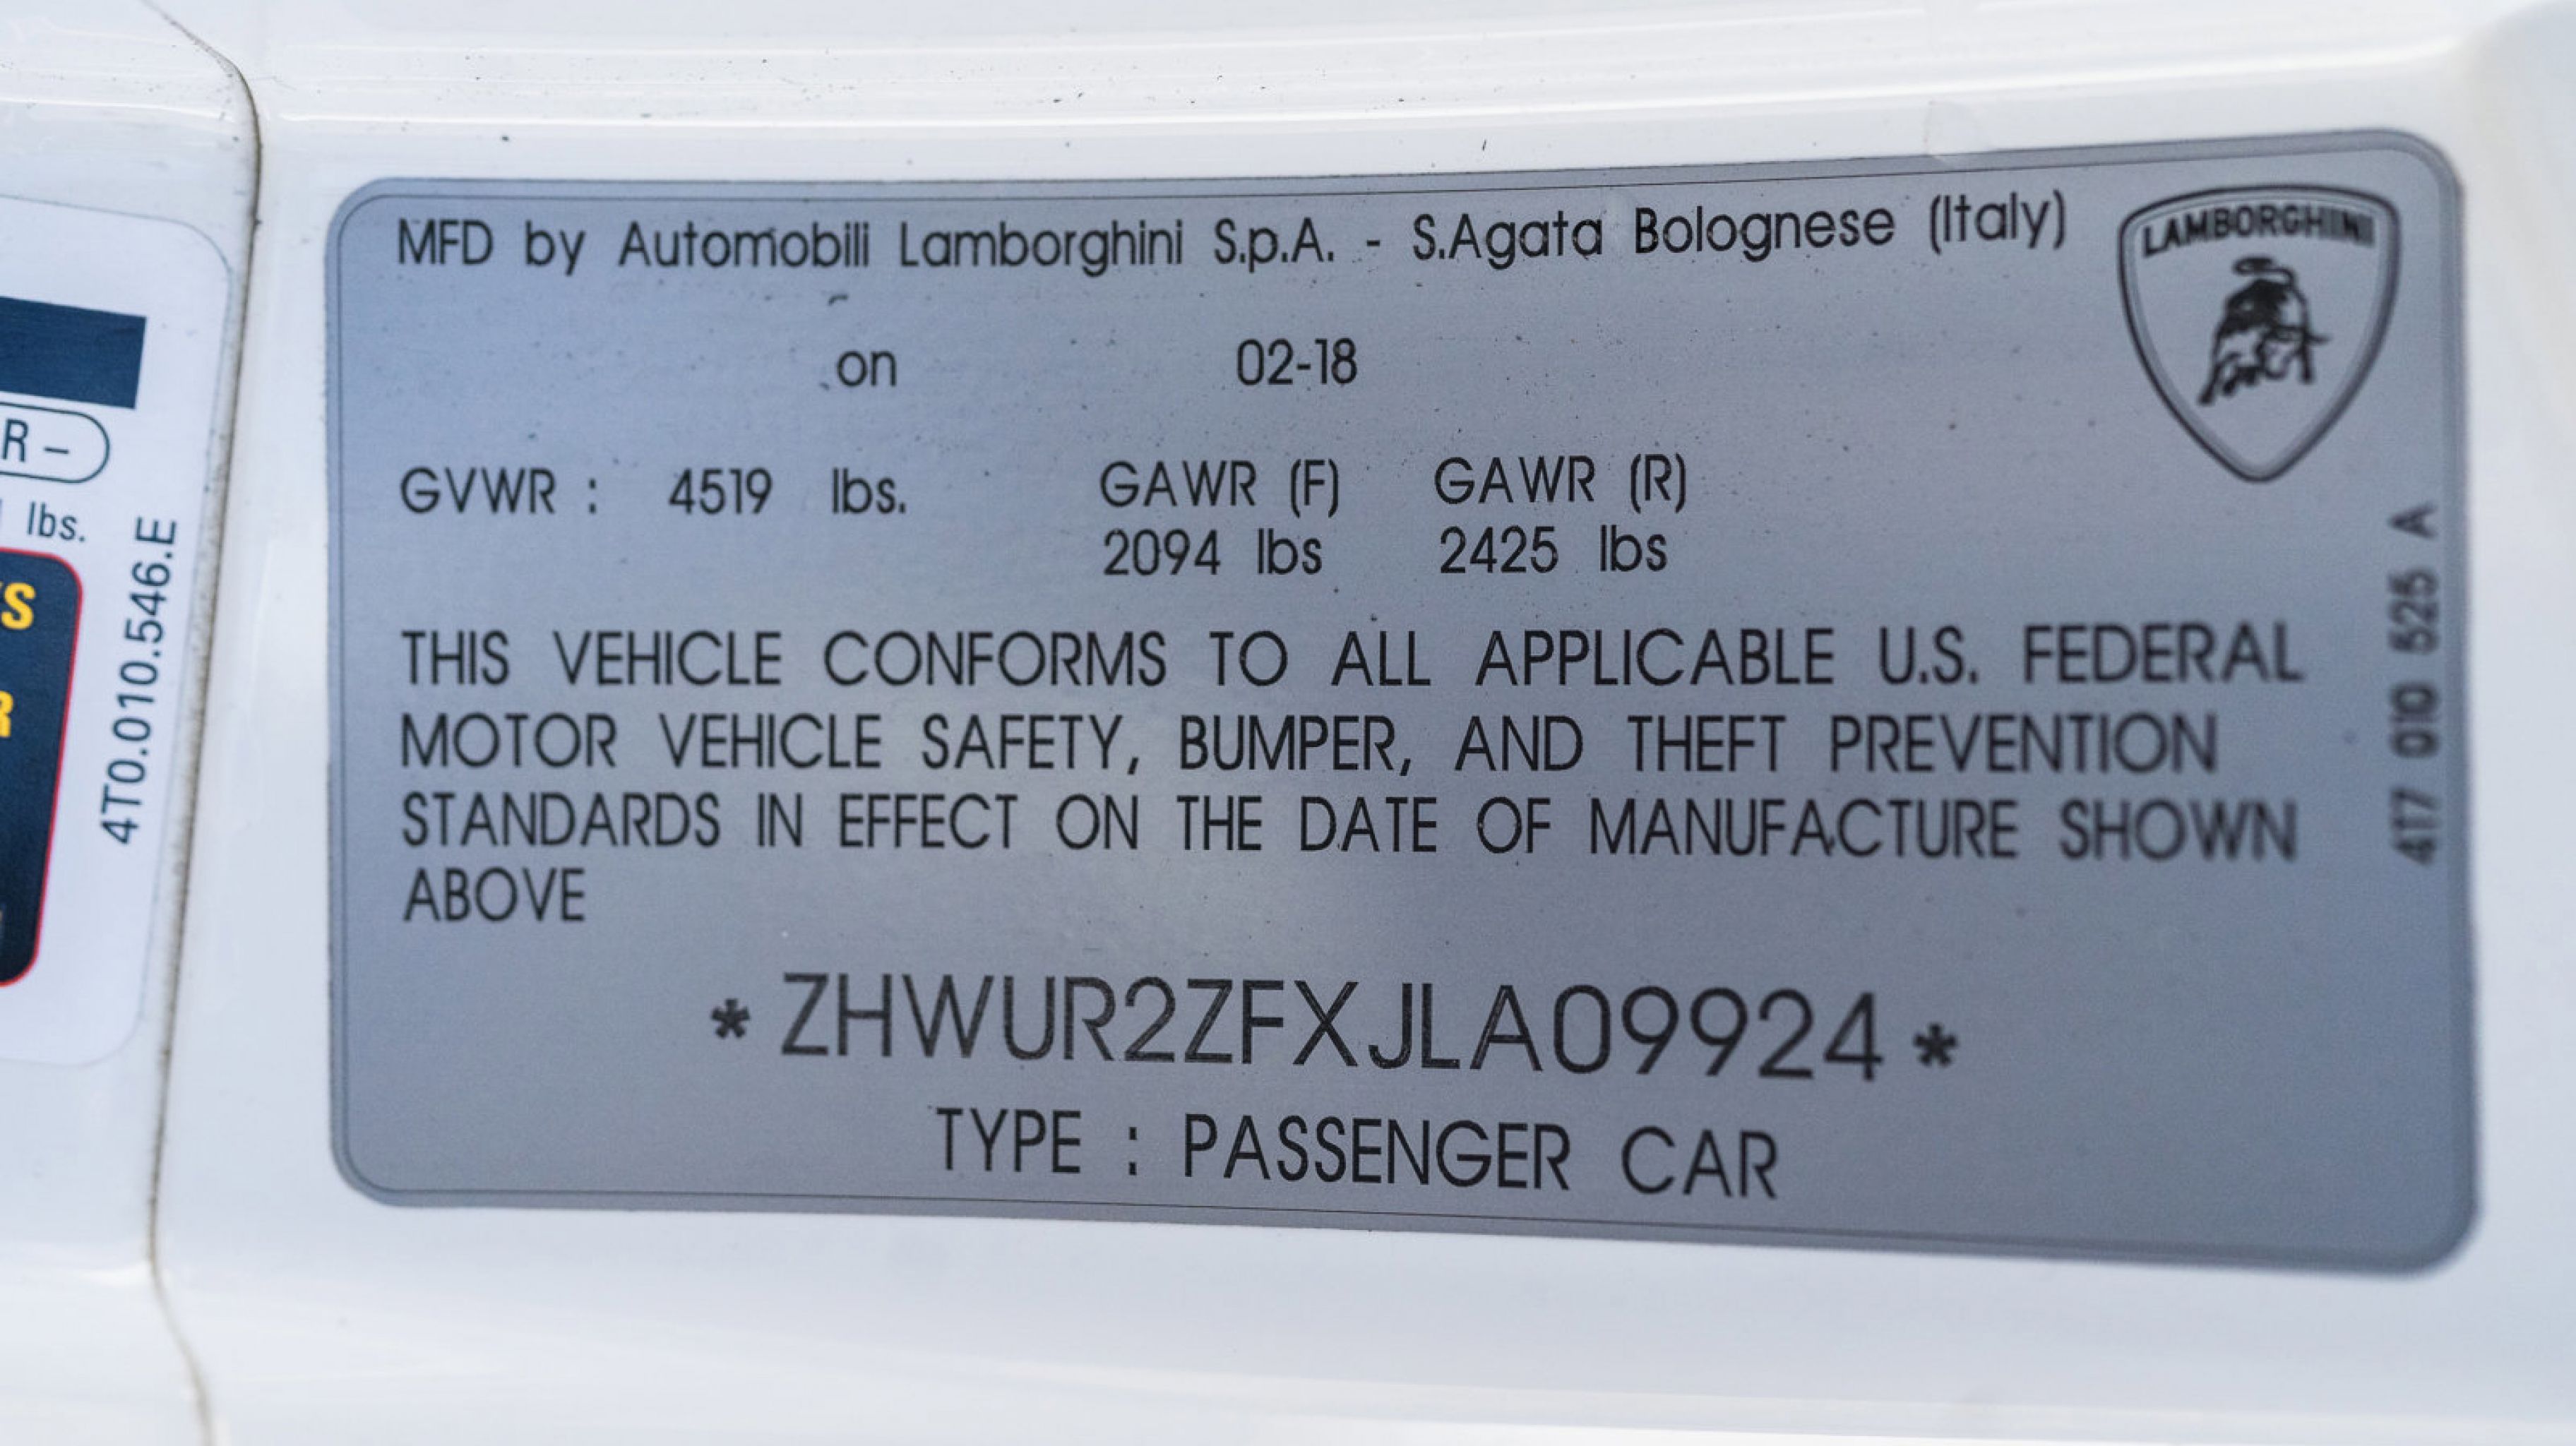 MFD by Automobili Lamborghini S.p.A. - S.Agata Bolognese (Italy)
LAMBORGHINI
on 02-18
GVWR : 4519 lbs. GAWR (F) GAWR (R)
2094 lbs 2425 lbs
THIS VEHICLE CONFORMS TO ALL APPLICABLE U.S. FEDERAL
MOTOR VEHICLE SAFETY, BUMPER, AND THEFT PREVENTION
STANDARDS IN EFFECT ON THE DATE OF MANUFACTURE SHOWN
ABOVE
*ZHWUR2ZFXJLA09924*
TYPE : PASSENGER CAR
4T7 010 525 A
R -
lbs.
4T0.010.546.E